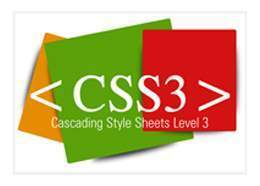 < CSS3 >
Cascading Style Sheets Level 3